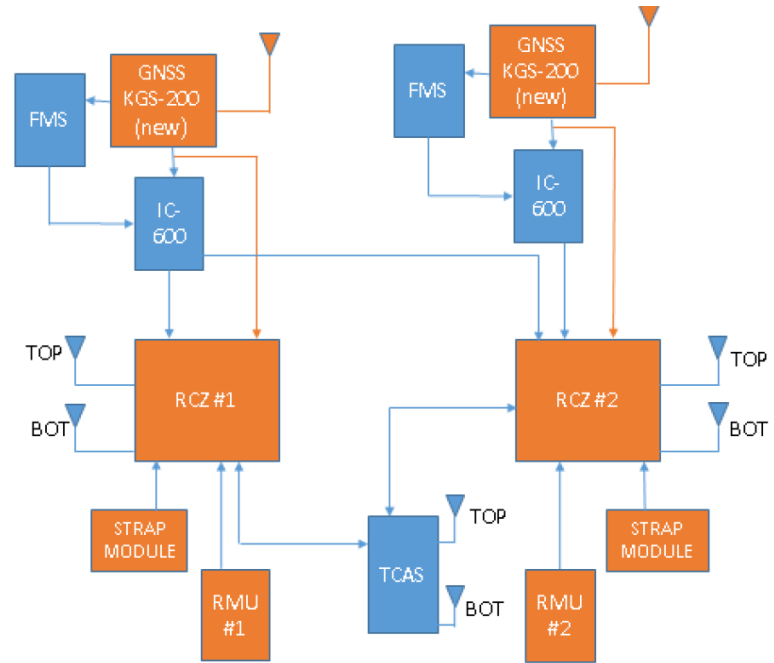 GNSS
KGS-200
(new)
FMS
IC-
600
GNSS
KGS-200
(new)
FMS
IC-
600
TOP
BOT
RCZ #1
RCZ #2
TOP
BOT
STRAP
MODULE
RMU
#1
TCAS
TOP
BOT
RMU
#2
STRAP
MODULE